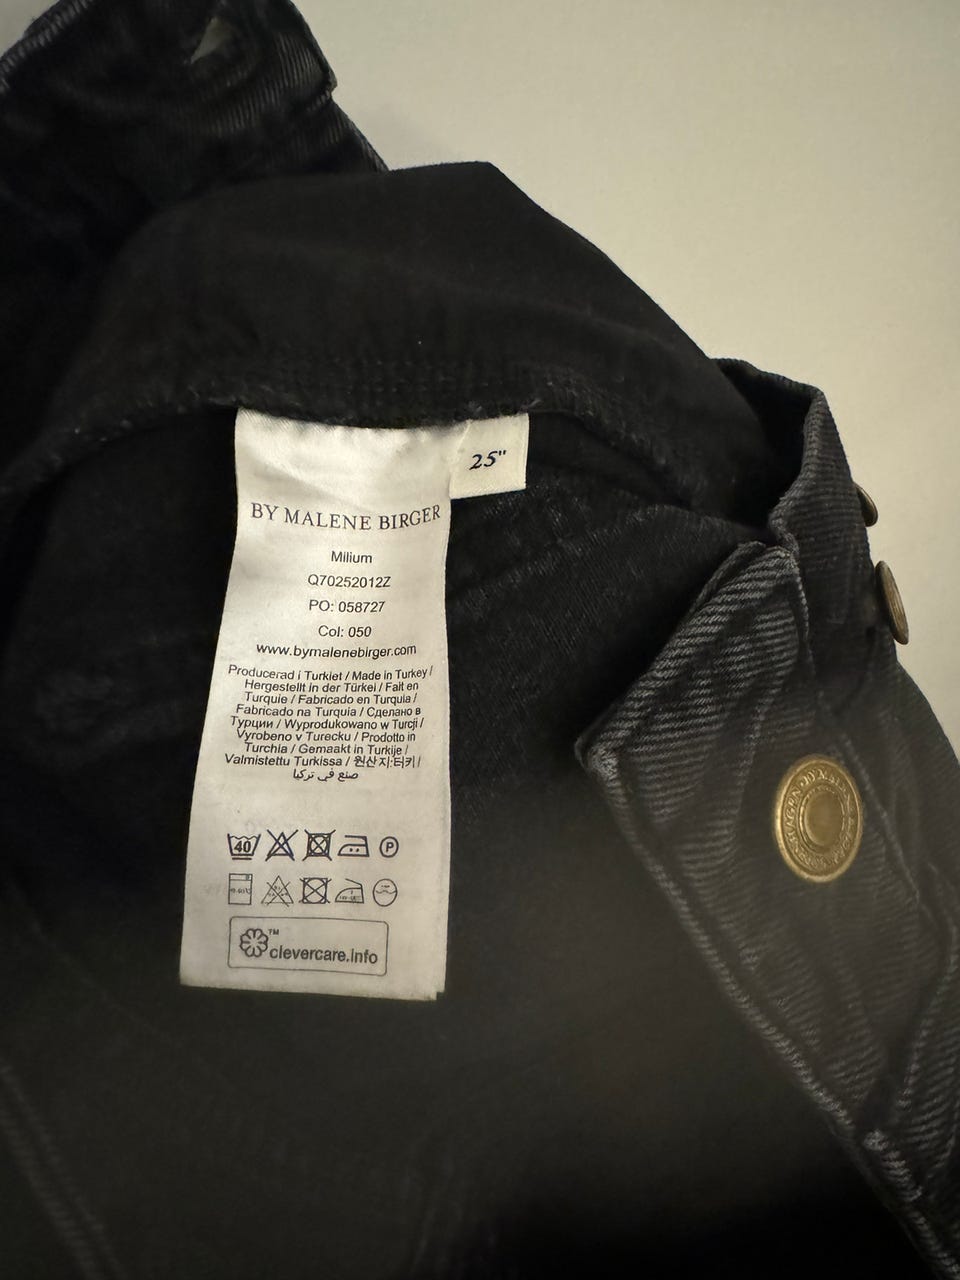 25"
BY MALENE BIRGER
Milium
Q70252012Z
PO: 058727
Col: 050
www.bymalenebirger.com
Producerad i Turkiet / Made in Turkey /
Hergestellt in der Türkei / Fait en
Turquie / Fabricado en Turquía /
Fabricado na Turquia / Сделано в
Турции / Wyprodukowano w Turcji /
Vyrobeno v Turecku / Prodotto in
Turchia / Gemaakt in Turkije /
Valmistettu Turkissa / 원산지:터키 /
صنع في تركيا
40
P
TM
clevercare.info